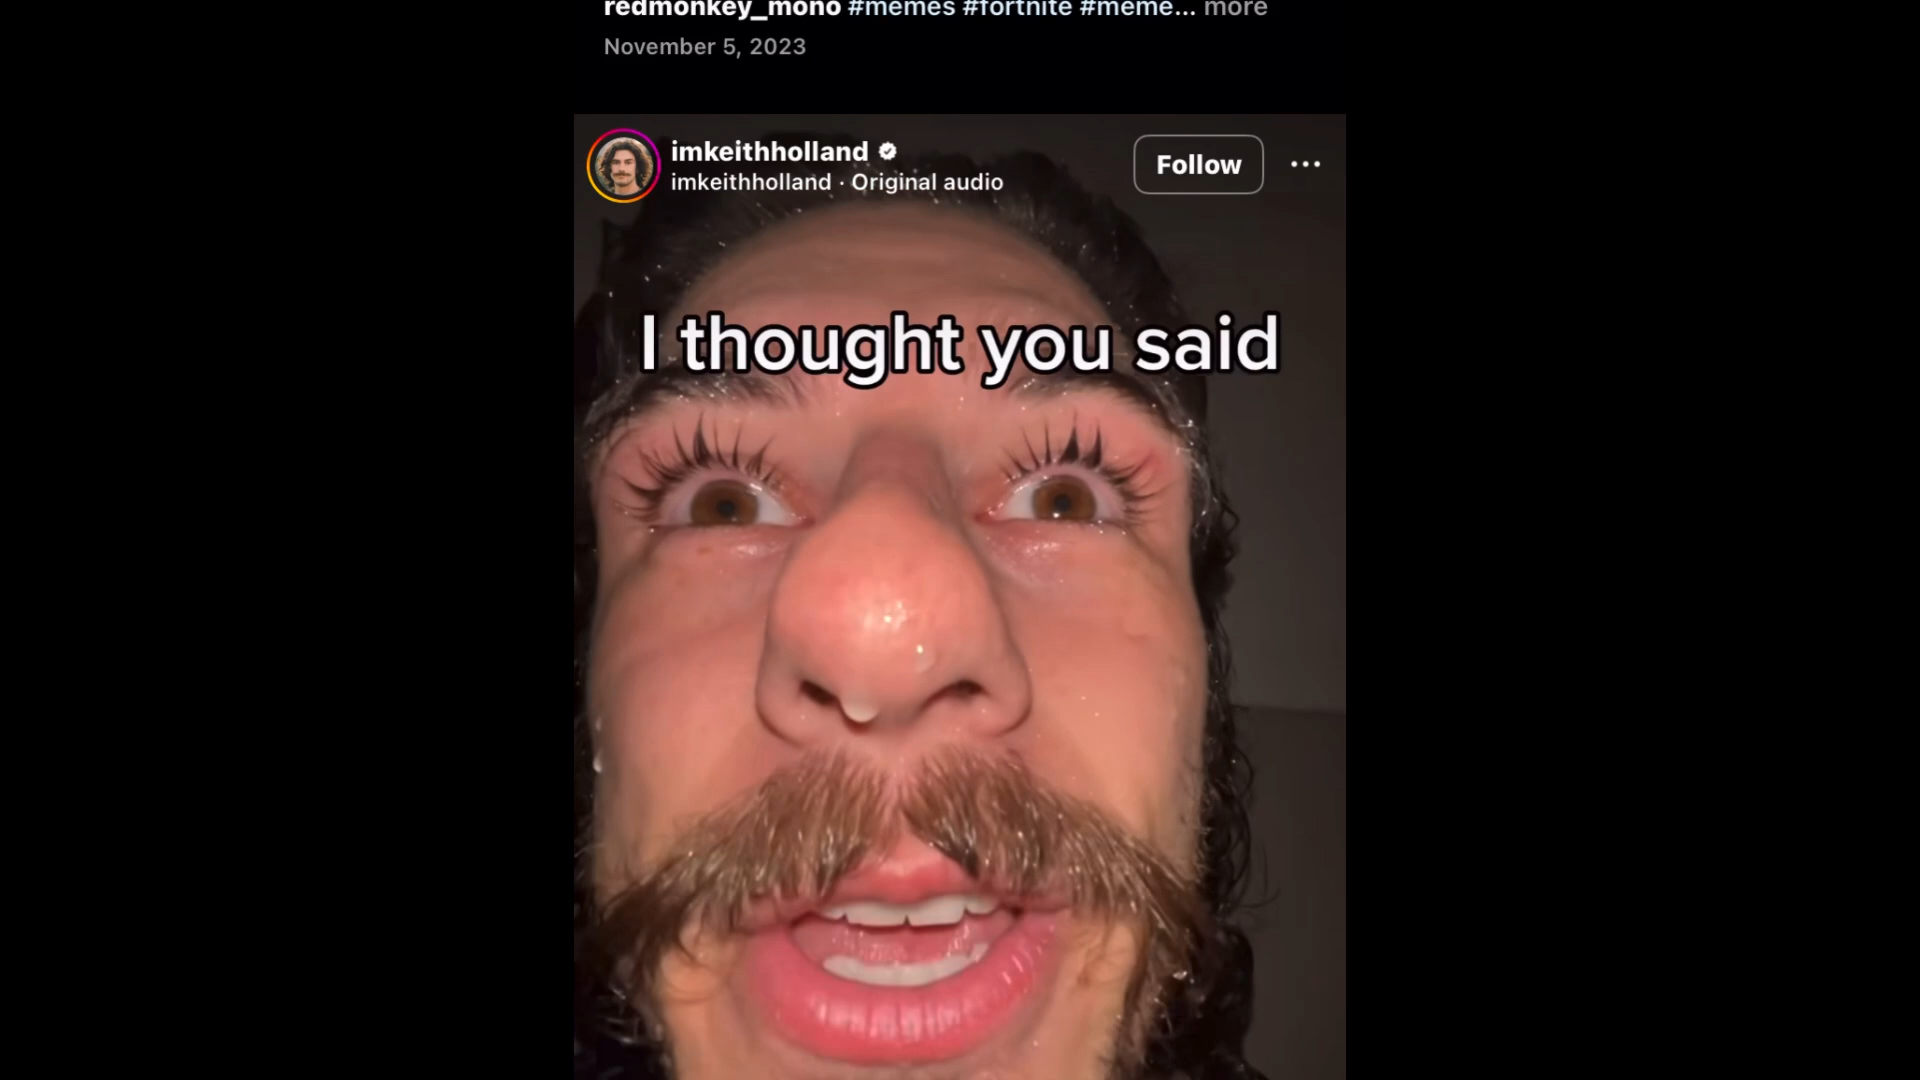 redmonkey_mono #memes #fortnite #meme... more
November 5, 2023
imkeithholland
imkeithholland · Original audio
Follow
I thought you said